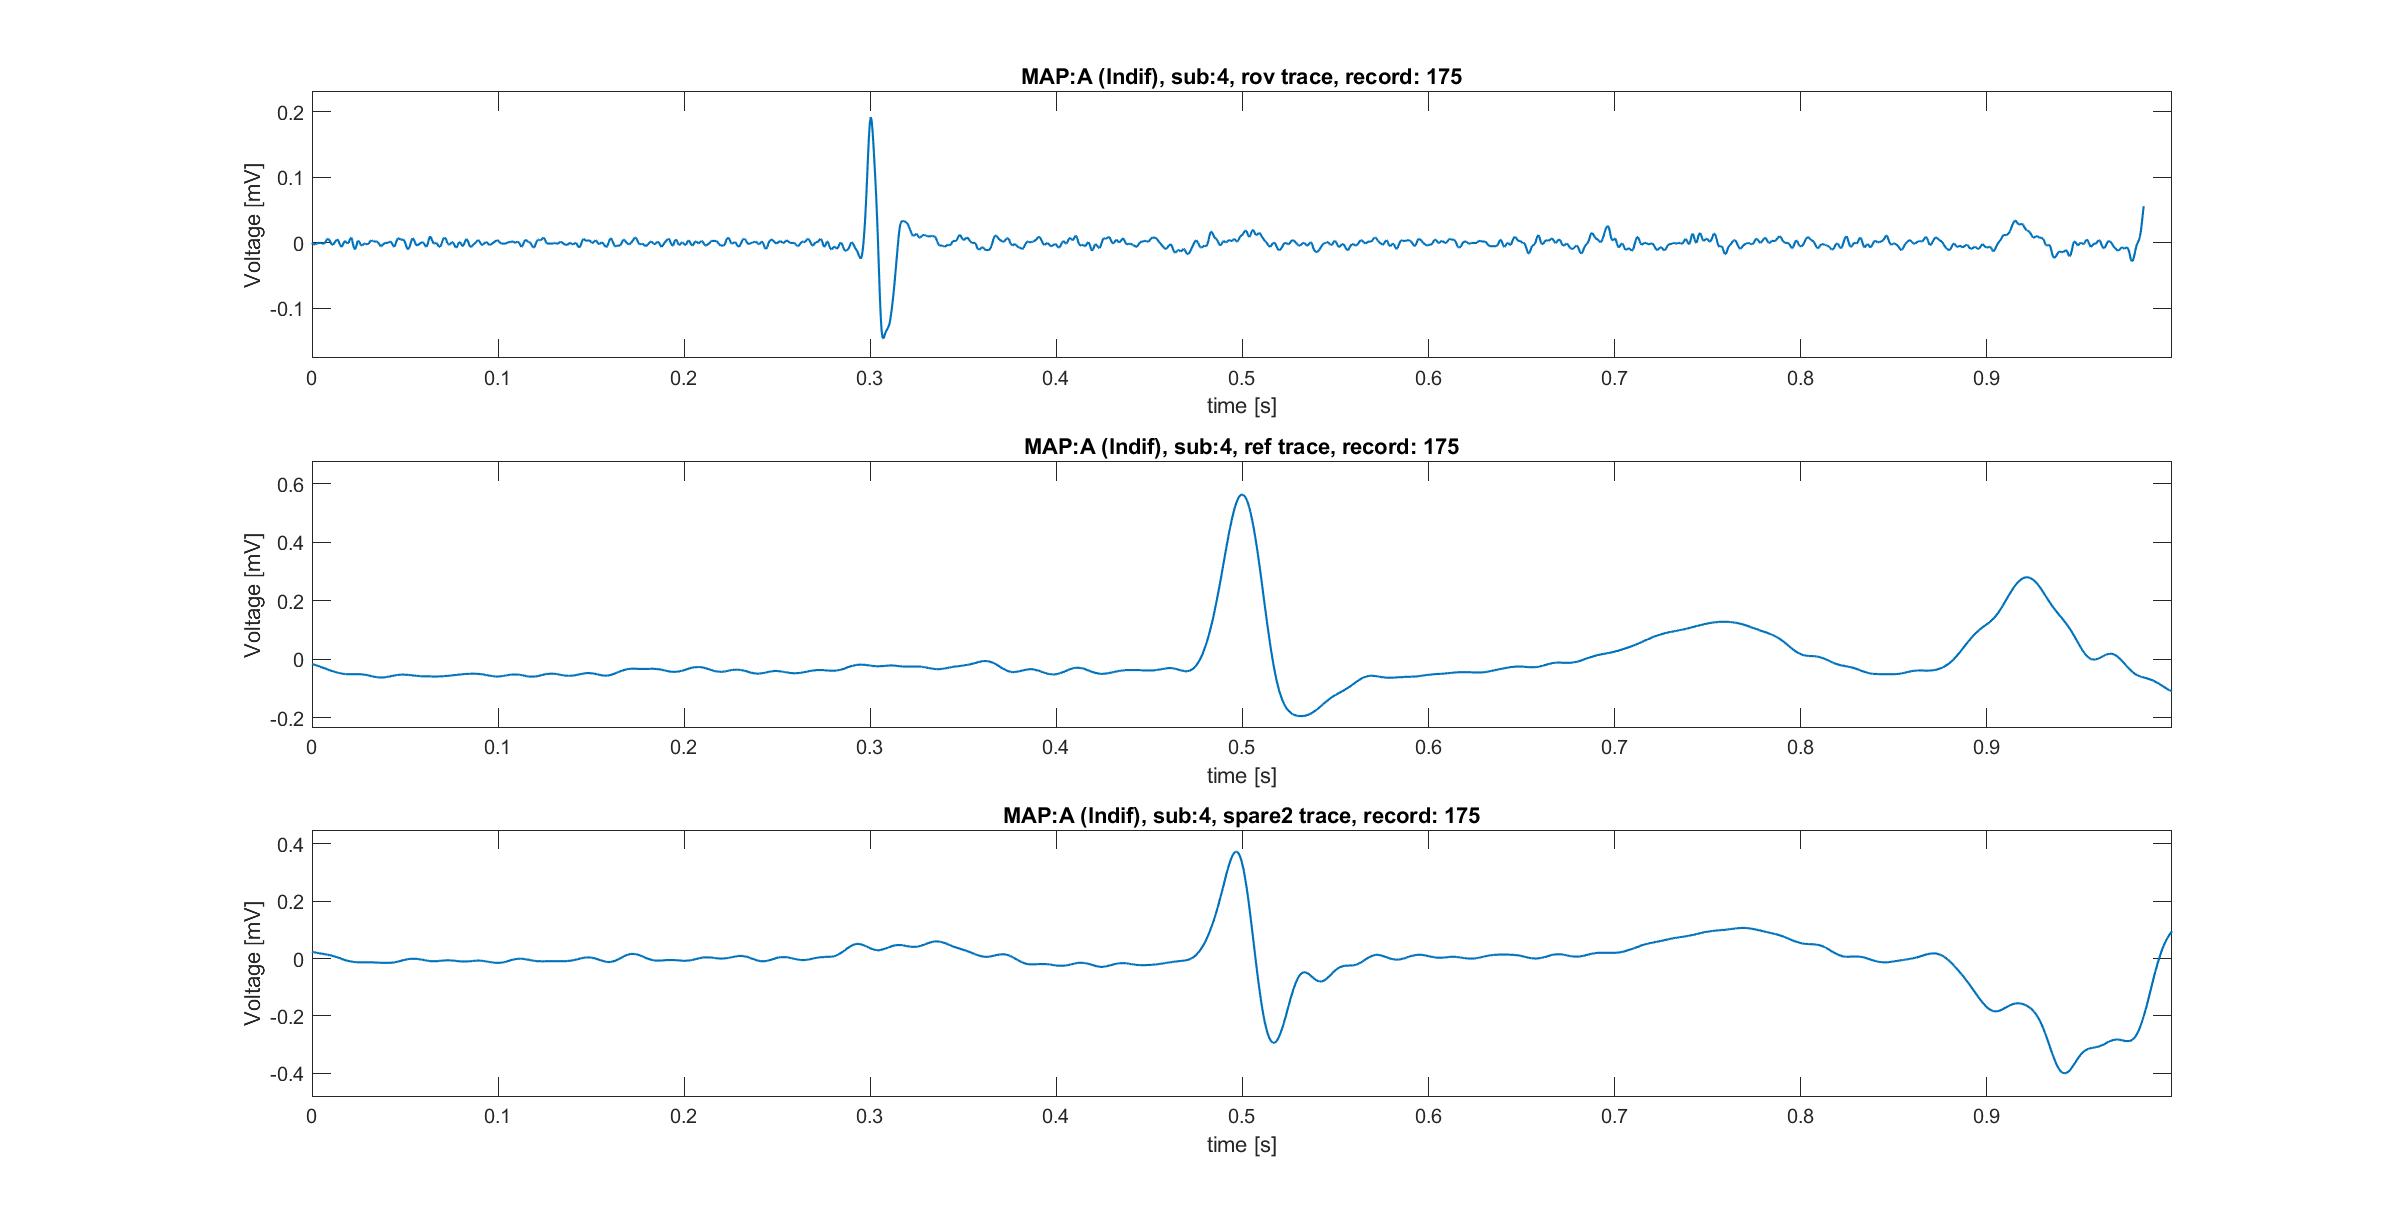 MAP:A (Indif), sub:4, rov trace, record: 175
Voltage [mV]
0.2
0.1
0
-0.1
0 0.1 0.2 0.3 0.4 0.5 0.6 0.7 0.8 0.9
time [s]
MAP:A (Indif), sub:4, ref trace, record: 175
Voltage [mV]
0.6
0.4
0.2
0
-0.2
0 0.1 0.2 0.3 0.4 0.5 0.6 0.7 0.8 0.9
time [s]
MAP:A (Indif), sub:4, spare2 trace, record: 175
Voltage [mV]
0.4
0.2
0
-0.2
-0.4
0 0.1 0.2 0.3 0.4 0.5 0.6 0.7 0.8 0.9
time [s]